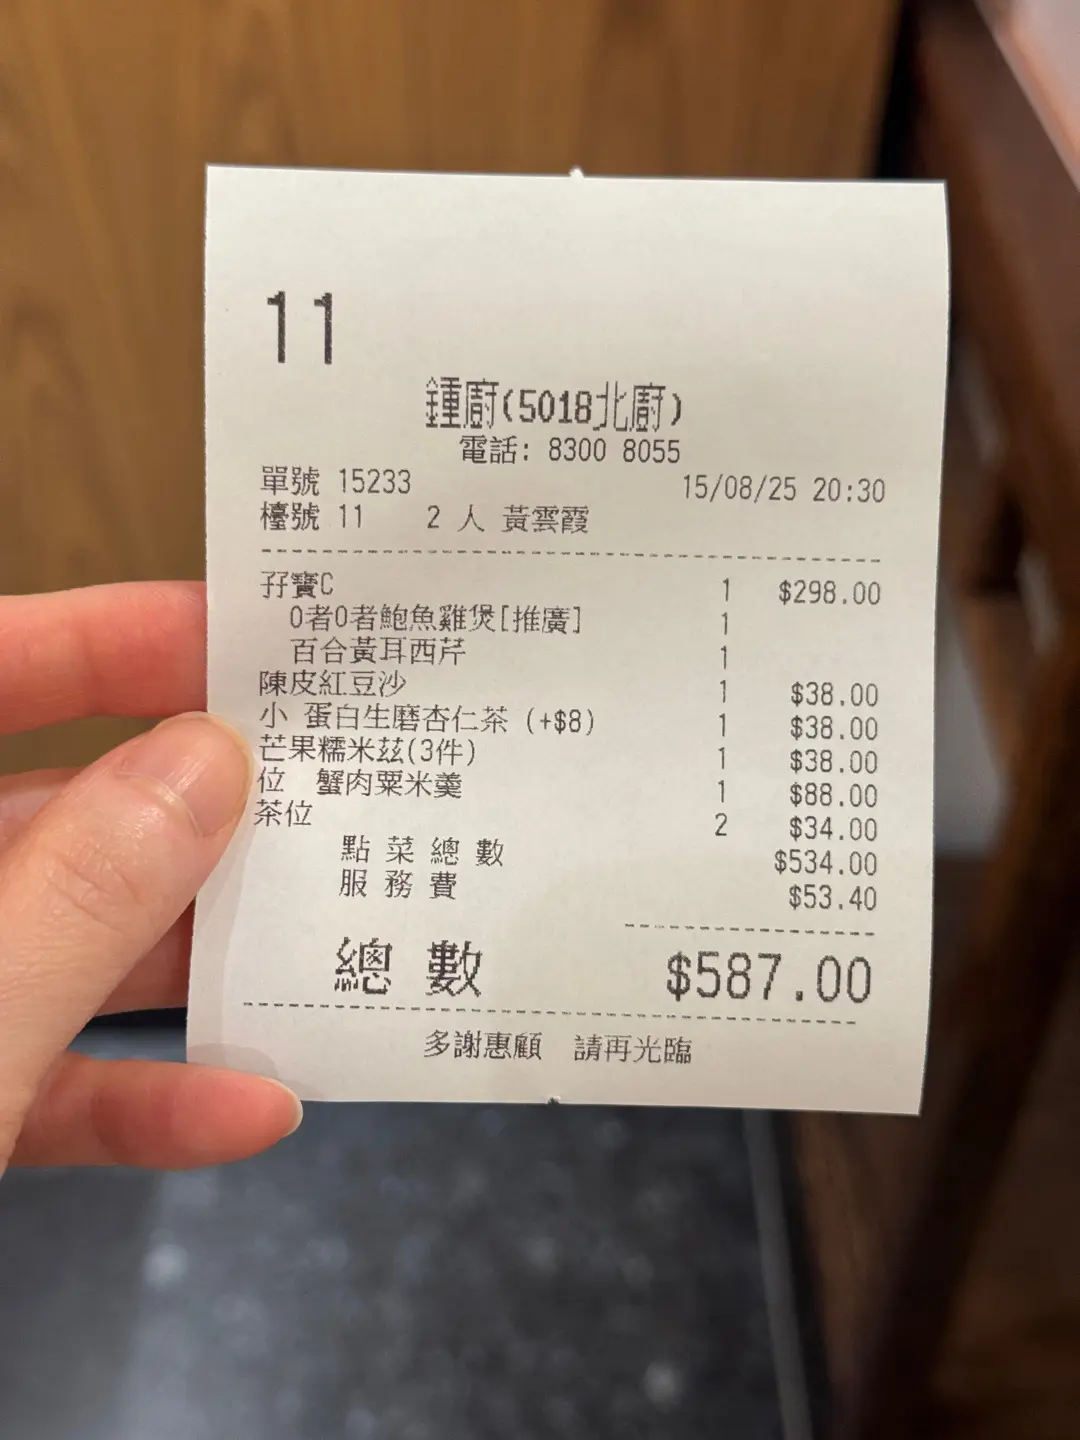 11
鍾廚(5018北廚)
電話: 8300 8055
單號 15233 15/08/25 20:30
檯號 11 2 人 黃雲霞
孖寶C 1 $298.00
0者0者鮑魚雞煲[推廣] 1
百合黃耳西芹 1
陳皮紅豆沙 1 $38.00
小 蛋白生磨杏仁茶 (+$8) 1 $38.00
芒果糯米茲(3件) 1 $38.00
位 蟹肉粟米羹 1 $88.00
茶位 2 $34.00
點菜總數 $534.00
服務費 $53.40
總數 $587.00
多謝惠顧 請再光臨